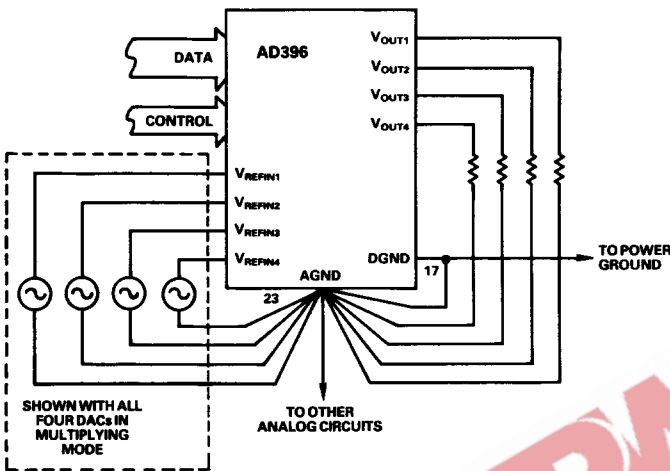 DATA
AD396
CONTROL
VOUT1
VOUT2
VOUT3
VOUT4
VREFIN1
VREFIN2
VREFIN3
VREFIN4
DGND
17
AGND
23
TO POWER
GROUND
TO OTHER
ANALOG CIRCUITS
SHOWN WITH ALL
FOUR DACs IN
MULTIPLYING
MODE